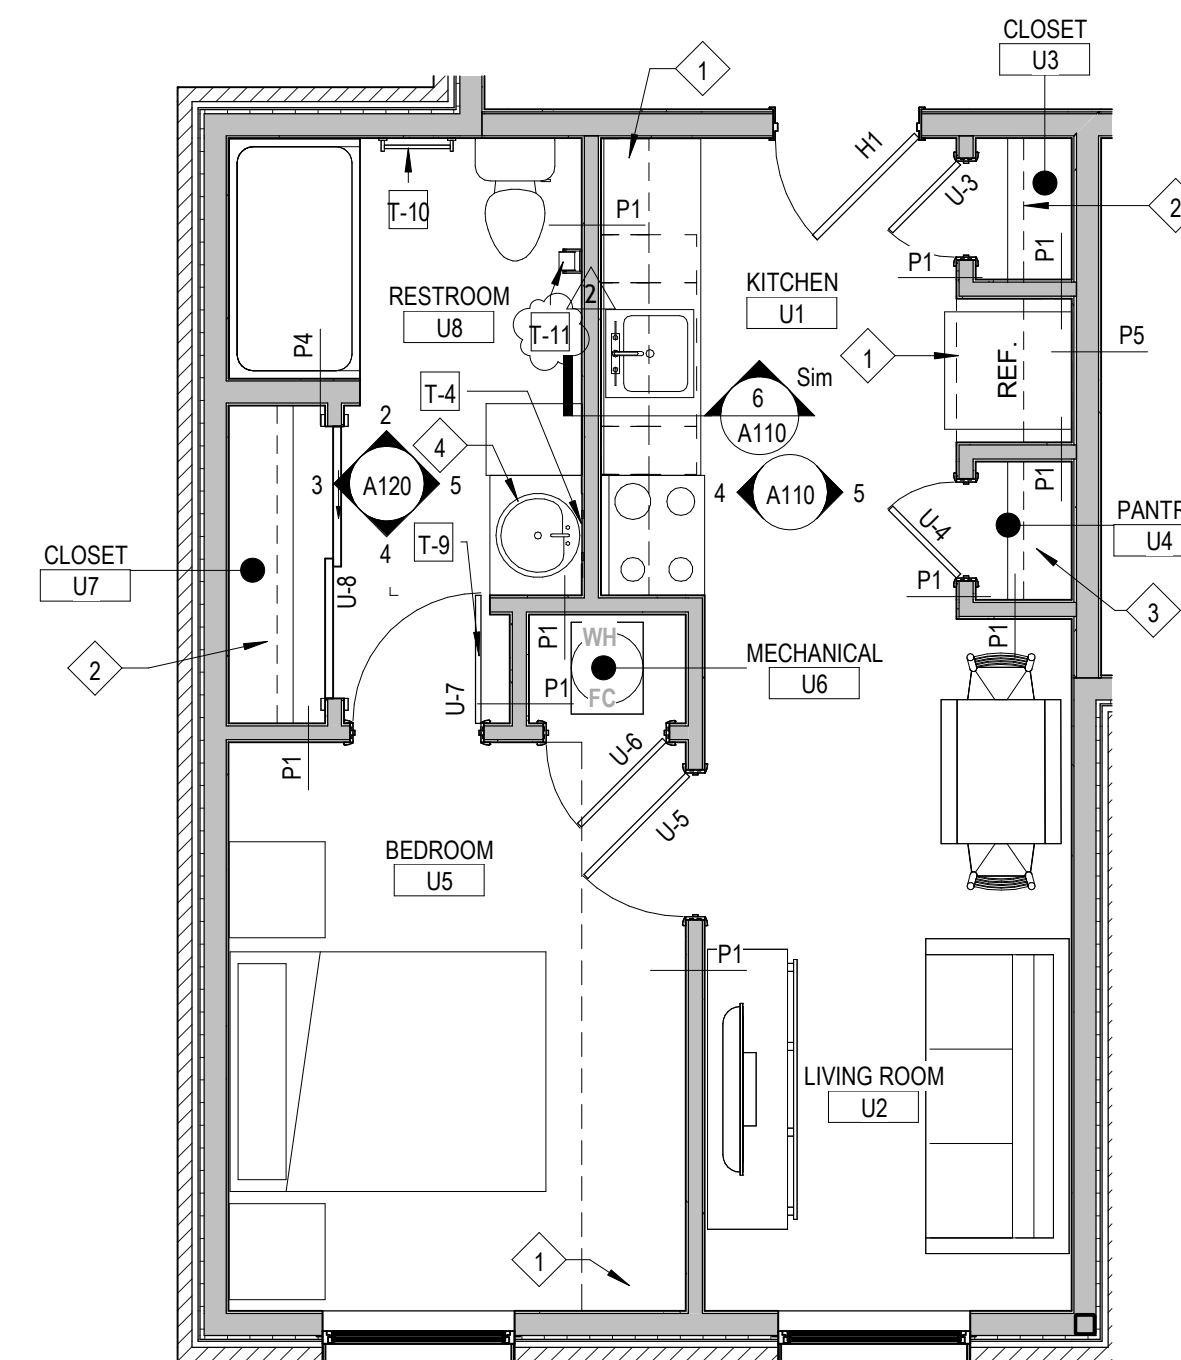 CLOSET
U3
1
H1
U-3
T-10
P1
2
P1
P1
RESTROOM
U8
2
KITCHEN
U1
T-11
P4
P5
1
REF.
Sim
6
A110
T-4
2
4
3
A120
5
4
A110
5
P1
4
T-9
U-4
PANTR
U4
CLOSET
U7
U-8
P1
3
P1
P1
WH
MECHANICAL
U6
2
P1
FC
U-7
P1
U-6
U-5
BEDROOM
U5
P1
LIVING ROOM
U2
1